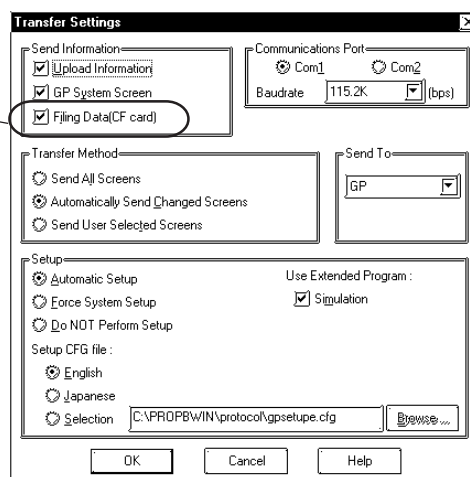 Transfer Settings
Send Information
Upload Information
GP System Screen
Filing Data(CF card)
Communications Port
Com1
Com2
Baudrate
115.2K
(bps)
Transfer Method
Send All Screens
Automatically Send Changed Screens
Send User Selected Screens
Send To
GP
Setup
Automatic Setup
Force System Setup
Do NOT Perform Setup
Use Extended Program :
Simulation
Setup CFG file :
English
Japanese
Selection
C:\PROPBWIN\protocol\gpsetupe.cfg
Browse ...
OK
Cancel
Help